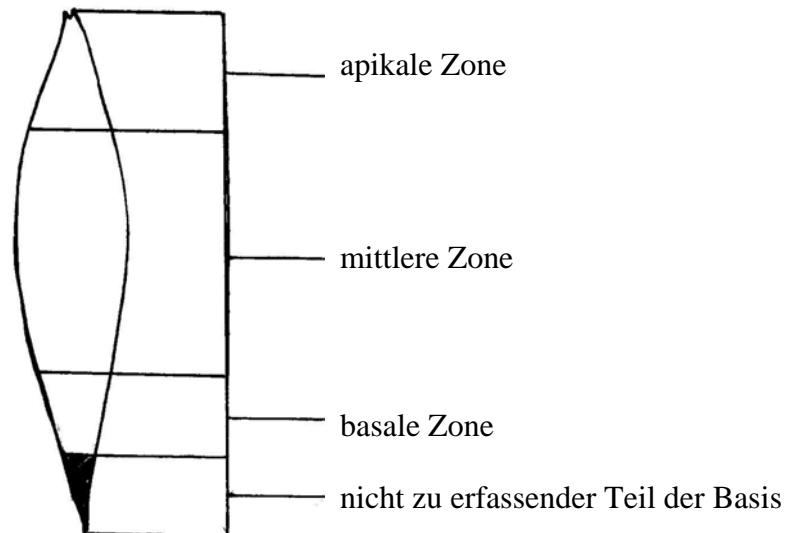 apikale Zone
mittlere Zone
basale Zone
nicht zu erfassender Teil der Basis